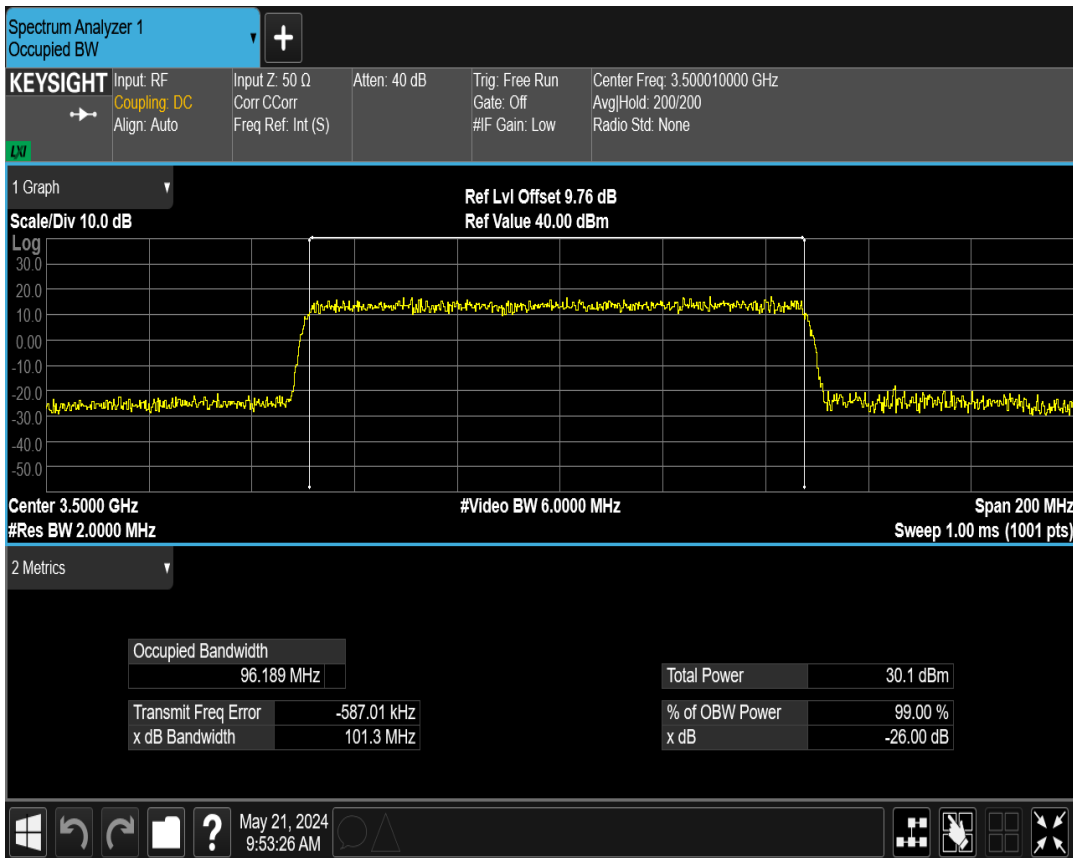 Spectrum Analyzer 1
Occupied BW
+
KEYSIGHT
LXI
Input: RF
Coupling: DC
Align: Auto
Input Z: 50 Ω
Corr CCorr
Freq Ref: Int (S)
Atten: 40 dB
Trig: Free Run
Gate: Off
#IF Gain: Low
Center Freq: 3.500010000 GHz
Avg|Hold: 200/200
Radio Std: None
1 Graph
Ref Lvl Offset 9.76 dB
Scale/Div 10.0 dB
Ref Value 40.00 dBm
Log
30.0
20.0
10.0
0.00
-10.0
-20.0
-30.0
-40.0
-50.0
Center 3.5000 GHz
#Video BW 6.0000 MHz
Span 200 MHz
#Res BW 2.0000 MHz
Sweep 1.00 ms (1001 pts)
2 Metrics
Occupied Bandwidth
96.189 MHz
Total Power 30.1 dBm
Transmit Freq Error -587.01 kHz
% of OBW Power 99.00 %
x dB Bandwidth 101.3 MHz
x dB -26.00 dB
?
May 21, 2024
9:53:26 AM